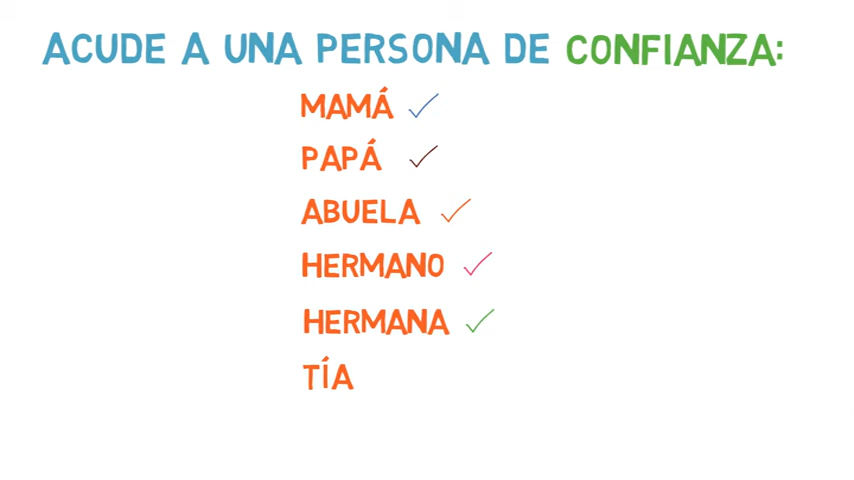 ACUDE A UNA PERSONA DE CONFIANZA:
MAMÁ ✓
PAPÁ ✓
ABUELA ✓
HERMANO ✓
HERMANA ✓
TÍA